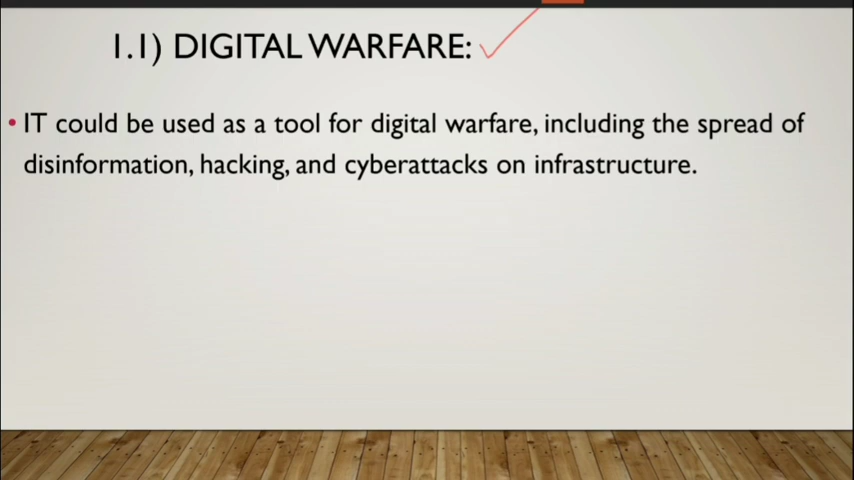 1.1) DIGITAL WARFARE:
• IT could be used as a tool for digital warfare, including the spread of
disinformation, hacking, and cyberattacks on infrastructure.